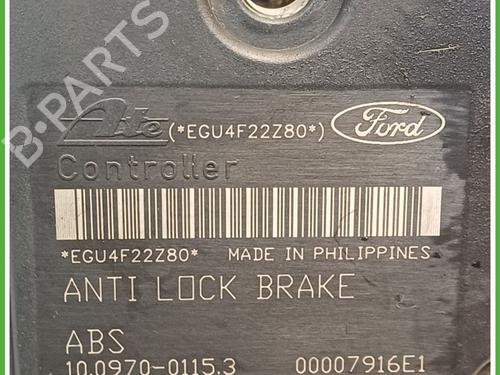 B-PARTS
Ate (*EGU4F22Z80*) Ford
Controller
*EGU4F22Z80* MADE IN PHILIPPINES
ANTI LOCK BRAKE
ABS
10.0970-0115.3 00007916E1